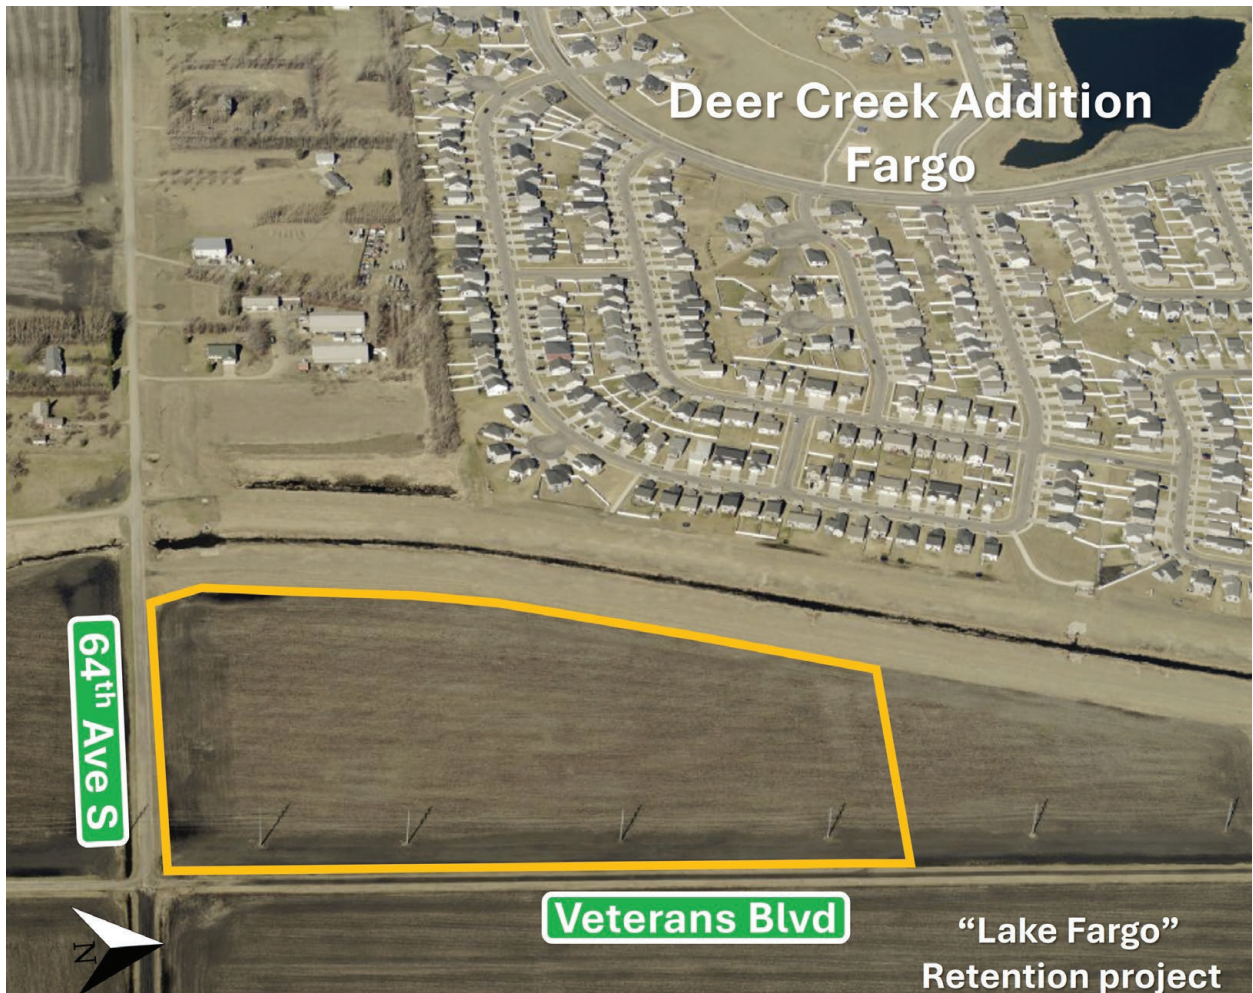 Deer Creek Addition
Fargo
64th Ave S
Veterans Blvd
N
“Lake Fargo”
Retention project